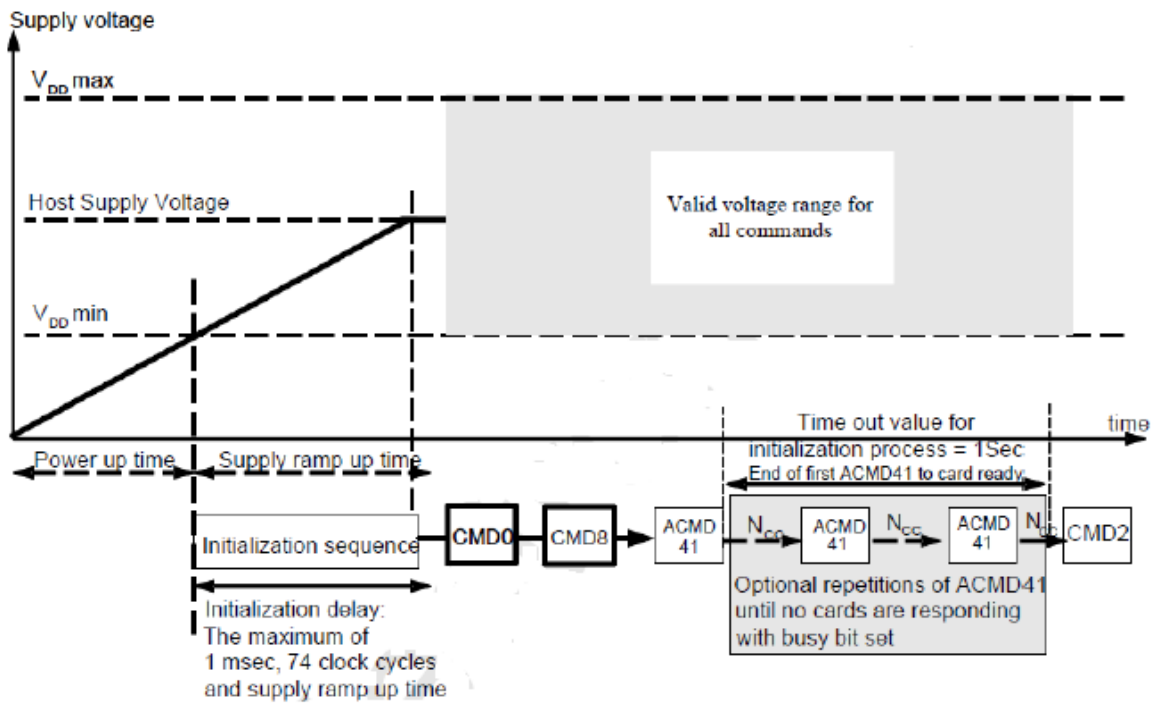 Supply voltage
V_DD max
Host Supply Voltage
Valid voltage range for
all commands
V_DD min
Time out value for
initialization process = 1Sec
End of first ACMD41 to card ready
time
Power up time
Supply ramp up time
Initialization sequence
CMD0
CMD8
ACMD
41
N_CC
ACMD
41
N_CC
ACMD
41
N_CC
CMD2
Optional repetitions of ACMD41
until no cards are responding
with busy bit set
Initialization delay:
The maximum of
1 msec, 74 clock cycles
and supply ramp up time